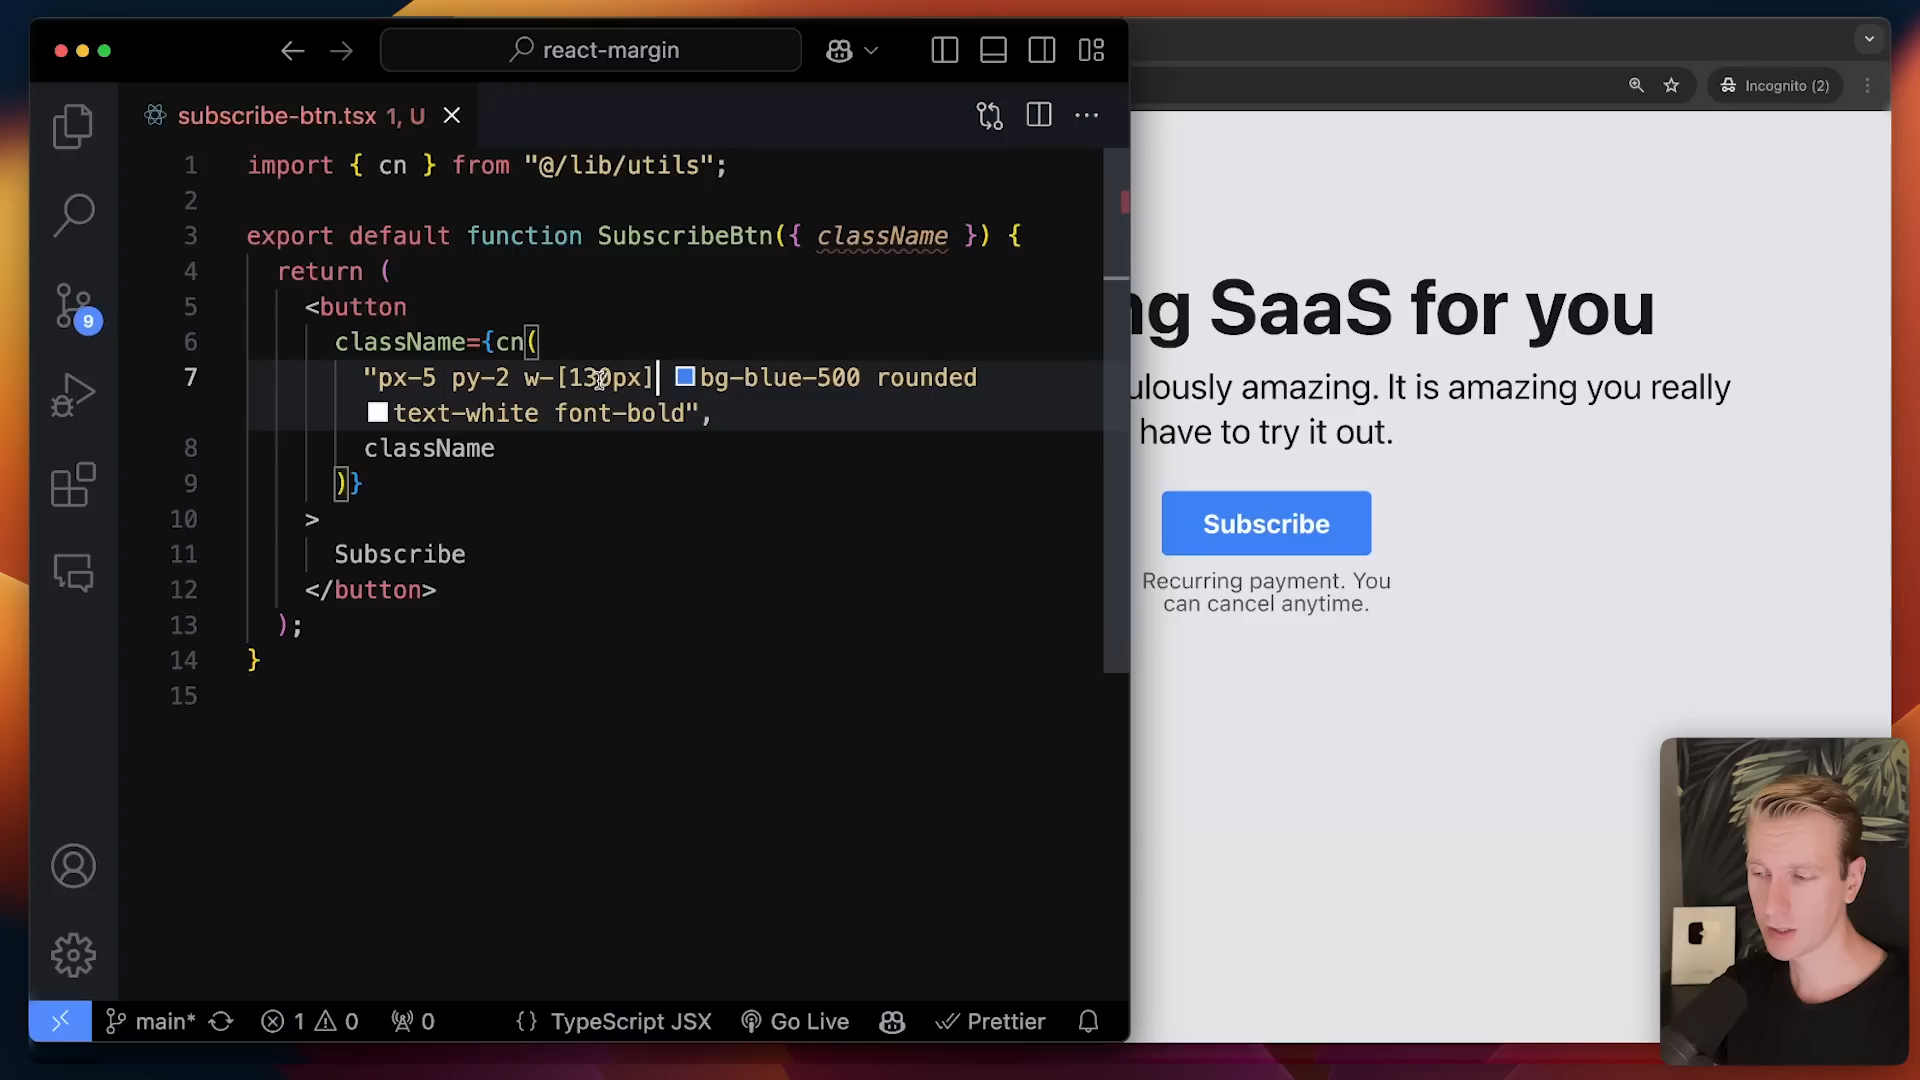 react-margin
Incognito (2)
subscribe-btn.tsx 1, U
1 import { cn } from "@/lib/utils";
2
3 export default function SubscribeBtn({ className }) {
4 return (
5 <button
6 className={cn(
7 "px-5 py-2 w-[130px] bg-blue-500 rounded
text-white font-bold",
8 className
9 )}
10 >
11 Subscribe
12 </button>
13 );
14 }
15
9
main* 1 0 0 {} TypeScript JSX Go Live Prettier
ng SaaS for you
ulously amazing. It is amazing you really
have to try it out.
Subscribe
Recurring payment. You
can cancel anytime.